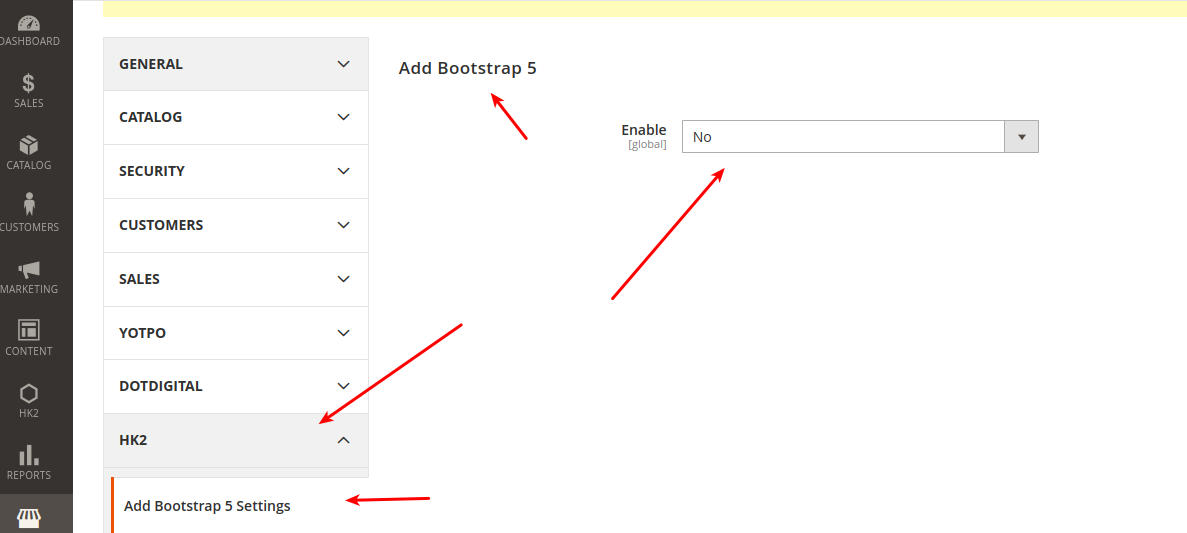 DASHBOARD
SALES
CATALOG
CUSTOMERS
MARKETING
CONTENT
HK2
REPORTS
GENERAL
CATALOG
SECURITY
CUSTOMERS
SALES
YOTPO
DOTDIGITAL
HK2
Add Bootstrap 5 Settings
Add Bootstrap 5
Enable
[global]
No